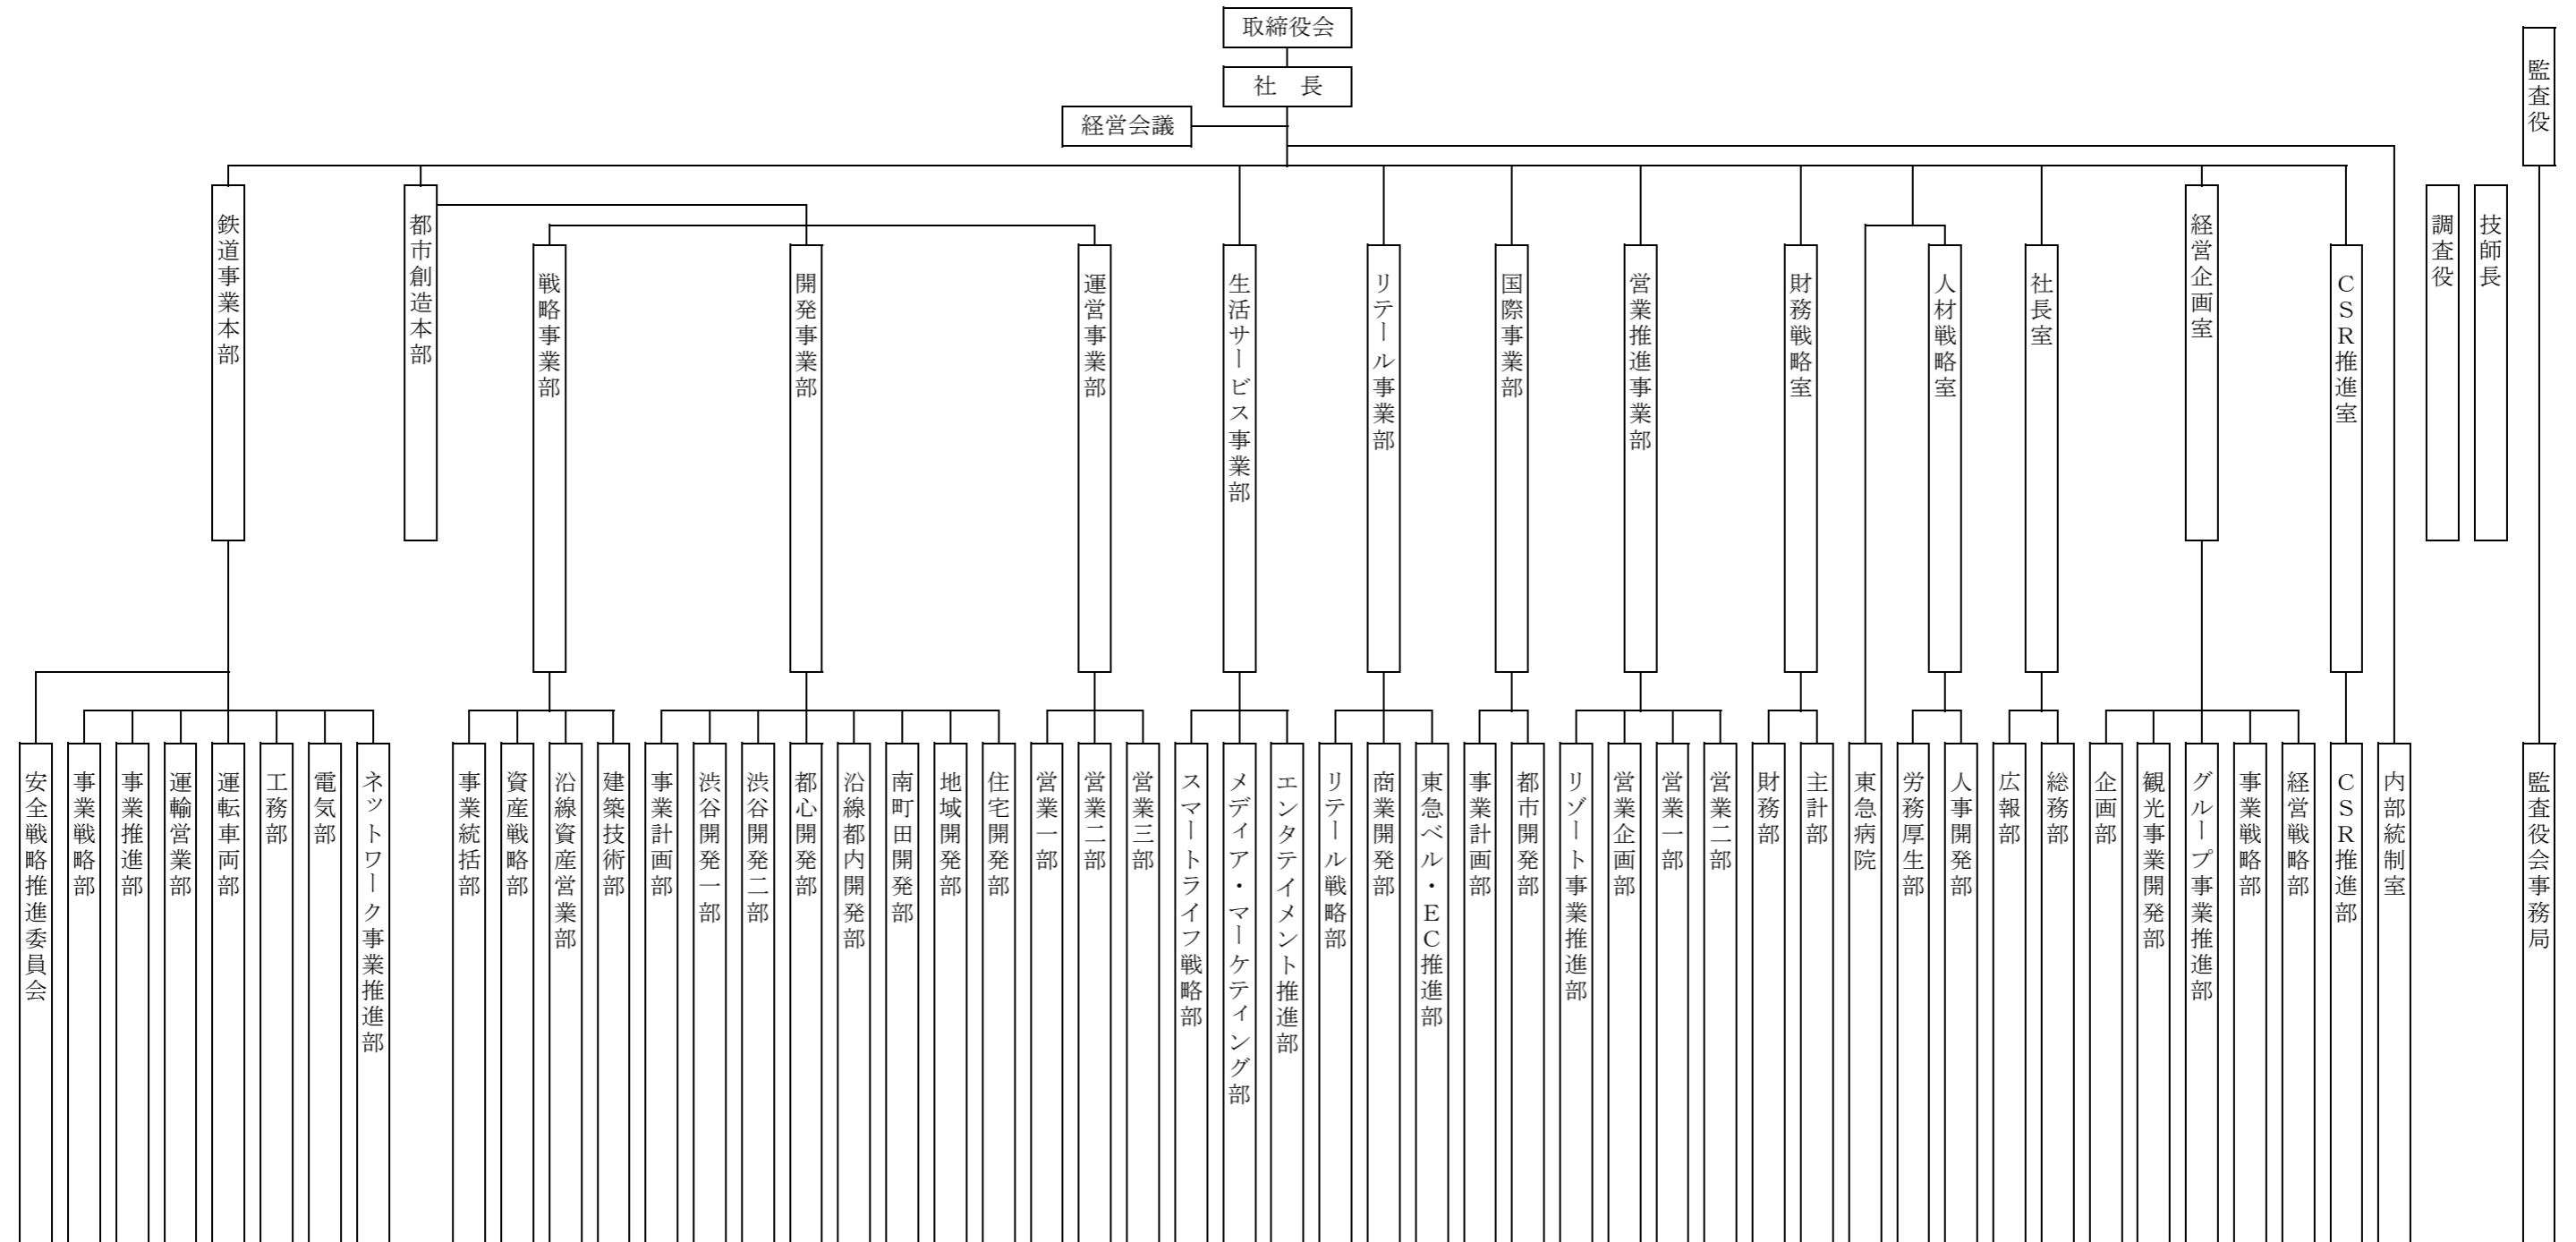 取締役会
社　長
経営会議
監査役
鉄道事業本部
都市創造本部
戦略事業部
開発事業部
運営事業部
生活サービス事業部
リテール事業部
国際事業部
営業推進事業部
財務戦略室
人材戦略室
社長室
経営企画室
CSR推進室
調査役
技師長
安全戦略推進委員会
事業戦略部
事業推進部
運輸営業部
運転車両部
工務部
電気部
ネットワーク事業推進部
事業統括部
資産戦略部
沿線資産営業部
建築技術部
事業計画部
渋谷開発一部
渋谷開発二部
都心開発部
沿線都内開発部
南町田開発部
地域開発部
住宅開発部
営業一部
営業二部
営業三部
スマートライフ戦略部
メディア・マーケティング部
エンタテイメント推進部
リテール戦略部
商業開発部
東急ベル・EC推進部
事業計画部
都市開発部
リゾート事業推進部
営業企画部
営業一部
営業二部
財務部
主計部
東急病院
労務厚生部
人事開発部
広報部
総務部
企画部
観光事業開発部
グループ事業推進部
事業戦略部
経営戦略部
CSR推進部
内部統制室
監査役会事務局